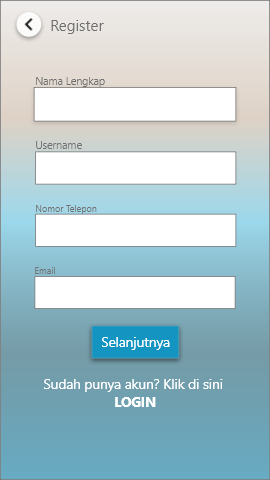 Register
Nama Lengkap
Username
Nomor Telepon
Email
Selanjutnya
Sudah punya akun? Klik di sini
LOGIN